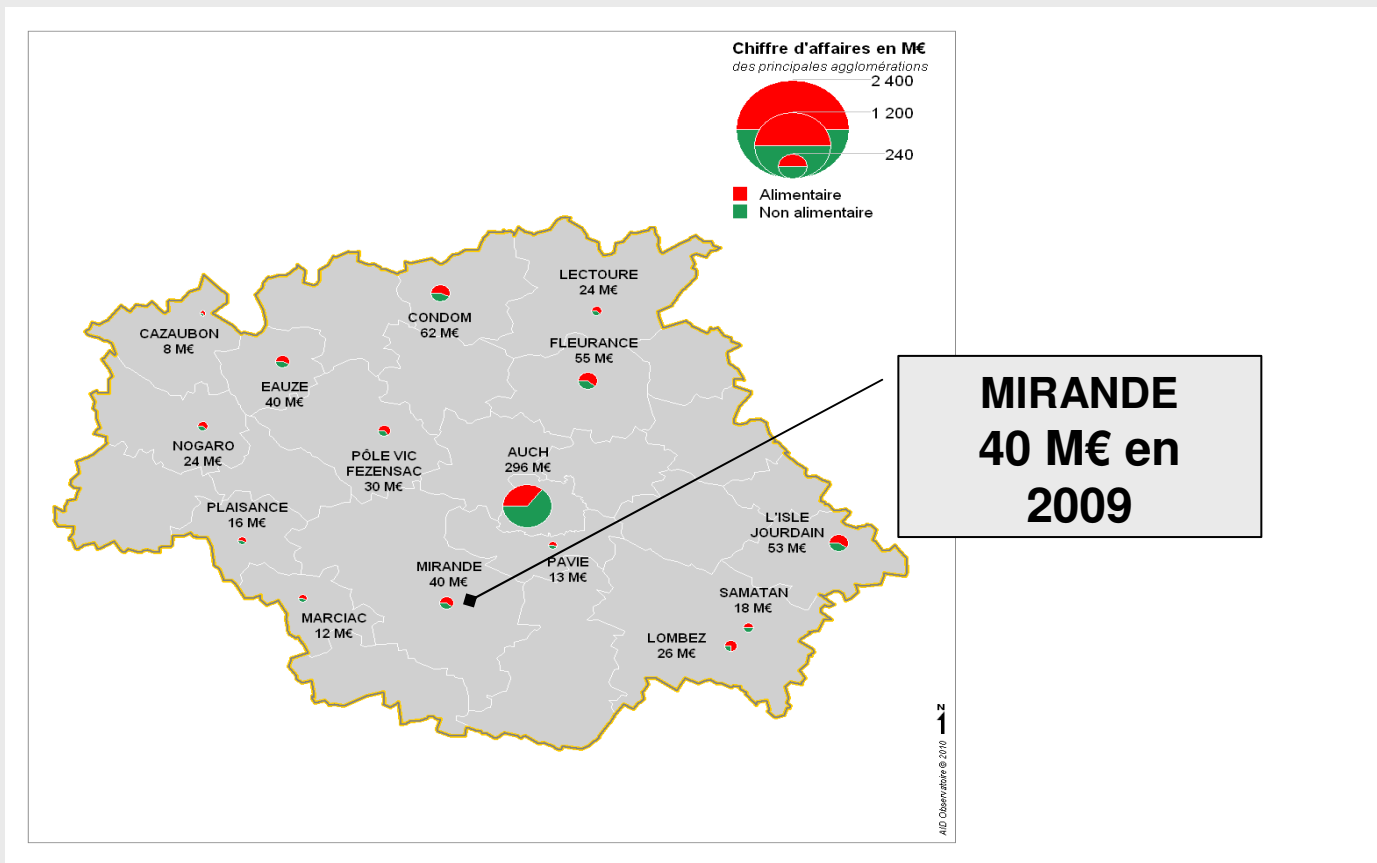 Chiffre d'affaires en M€
des principales agglomérations
2 400
1 200
240
Alimentaire
Non alimentaire
LECTOURE
24 M€
CONDOM
62 M€
CAZAUBON
8 M€
FLEURANCE
55 M€
EAUZE
40 M€
MIRANDE
40 M€ en
2009
NOGARO
24 M€
PÔLE VIC
FEZENSAC
30 M€
AUCH
296 M€
PLAISANCE
16 M€
L'ISLE
JOURDAIN
53 M€
MIRANDE
40 M€
PAVIE
13 M€
SAMATAN
18 M€
MARCIAC
12 M€
LOMBEZ
26 M€
N
1
AID Observatoire © 2010